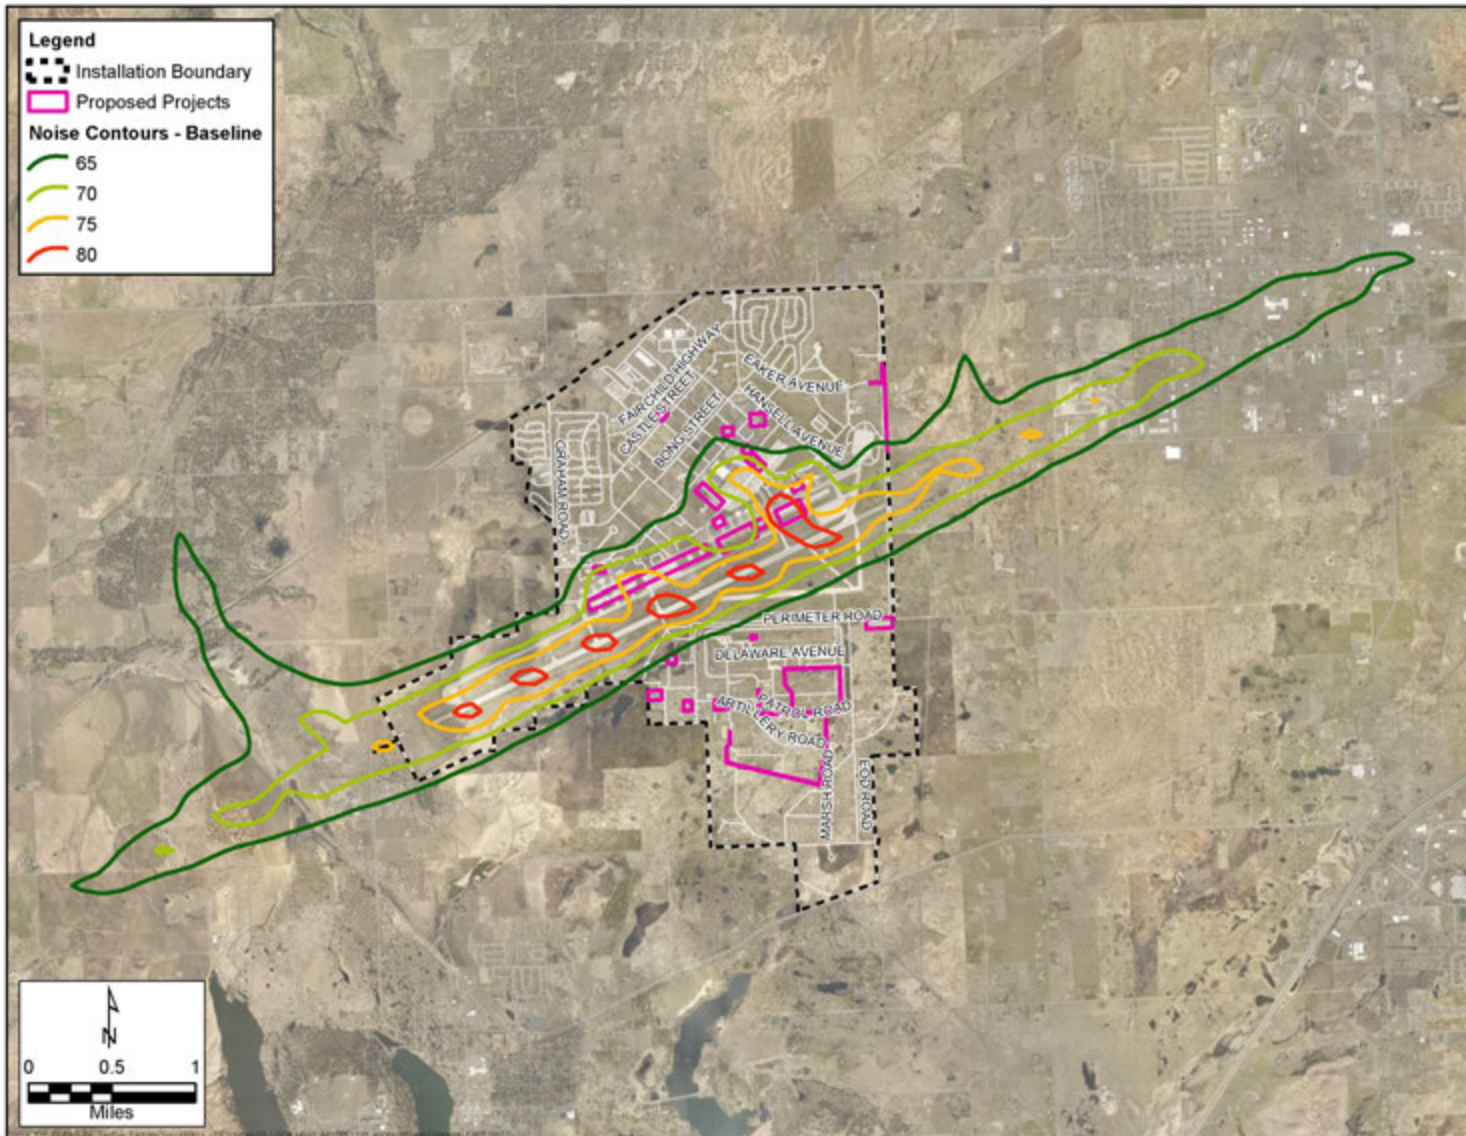 Legend
Installation Boundary
Proposed Projects
Noise Contours - Baseline
65
70
75
80
FAIRCHILD HIGHWAY
CASTLE STREET
BONG STREET
EAKER AVENUE
HANSELL AVENUE
GRAHAM ROAD
PERIMETER ROAD
DELAWARE AVENUE
PATROL ROAD
ARTILLERY ROAD
MARSH ROAD
EOD ROAD
N
0 0.5 1
Miles